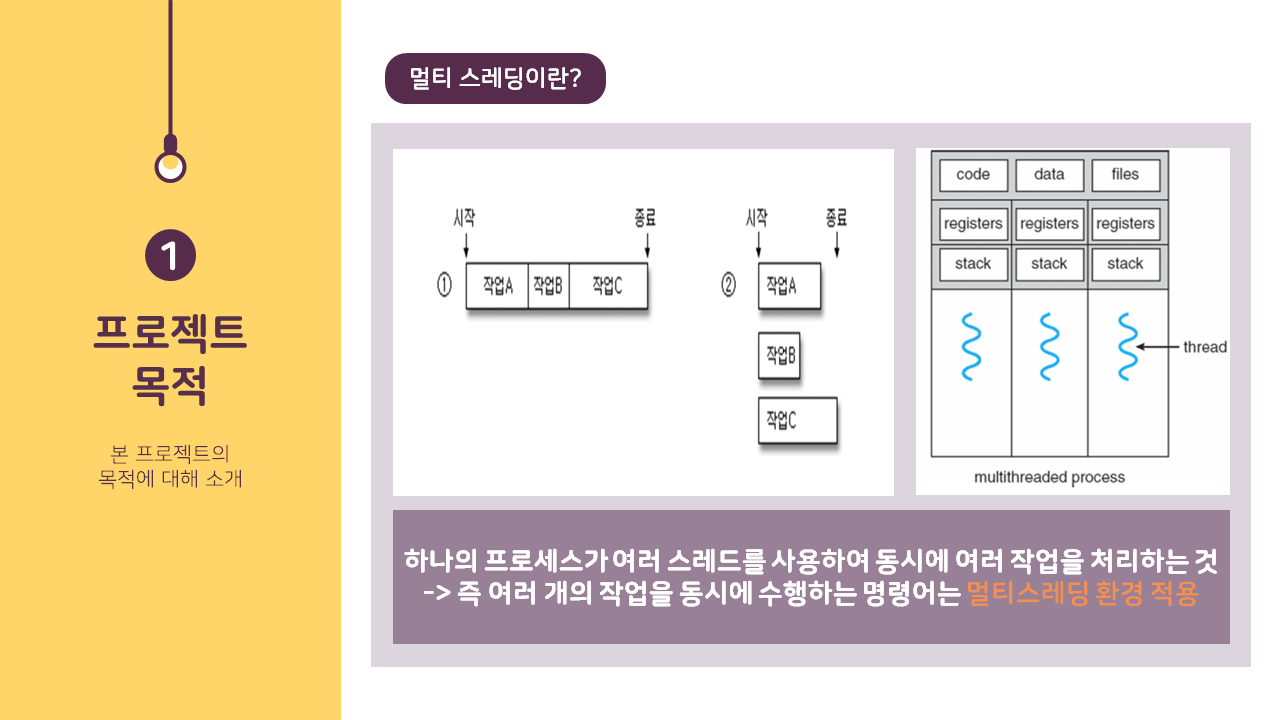 1
프로젝트
목적
본 프로젝트의
목적에 대해 소개
멀티 스레딩이란?
시작 종료
① 작업A 작업B 작업C
시작 종료
② 작업A
작업B
작업C
code data files
registers registers registers
stack stack stack
thread
multithreaded process
하나의 프로세스가 여러 스레드를 사용하여 동시에 여러 작업을 처리하는 것
-> 즉 여러 개의 작업을 동시에 수행하는 명령어는 멀티스레딩 환경 적용